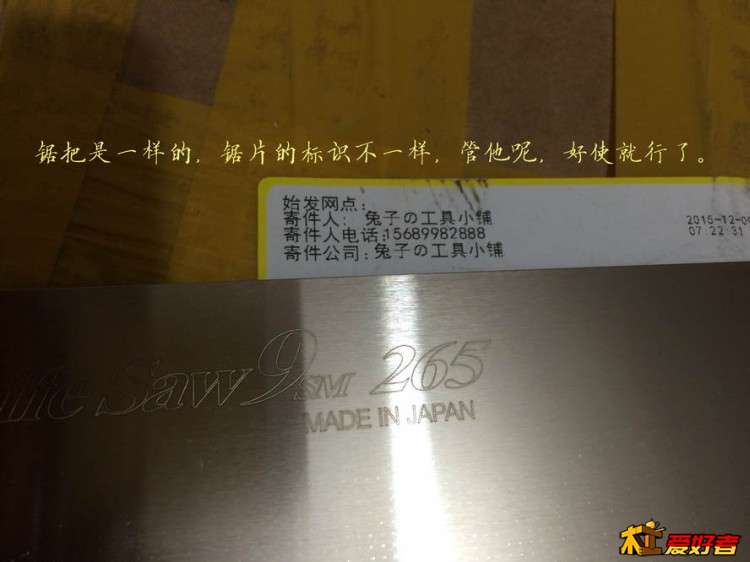 锯把是一样的，锯片的标识不一样，管他呢，好使就行了。
始发网点：
寄件人：兔子の工具小铺
寄件人电话:15689982888
寄件公司:兔子の工具小铺
07:22:31
Saw 9SM 265
MADE IN JAPAN
木工爱好者